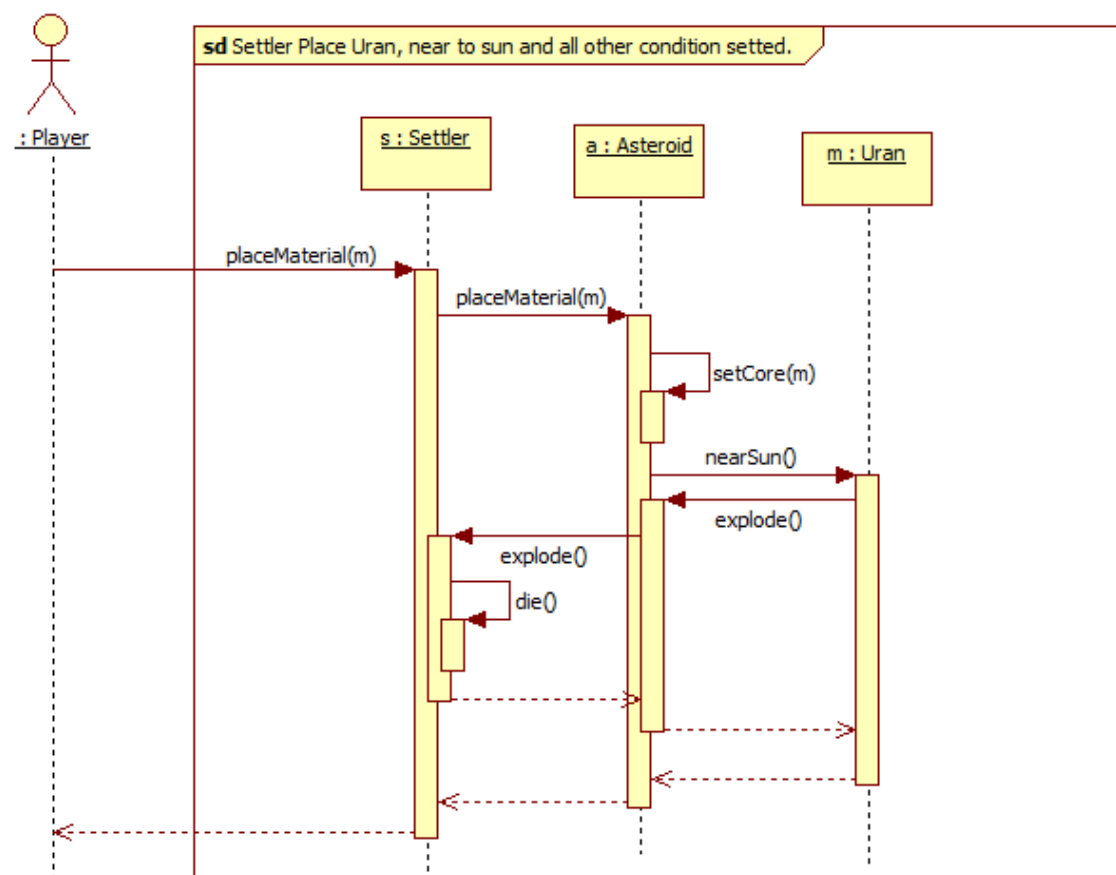 sd Settler Place Uran, near to sun and all other condition setted.
: Player
s : Settler
a : Asteroid
m : Uran
placeMaterial(m)
placeMaterial(m)
setCore(m)
nearSun()
explode()
explode()
die()